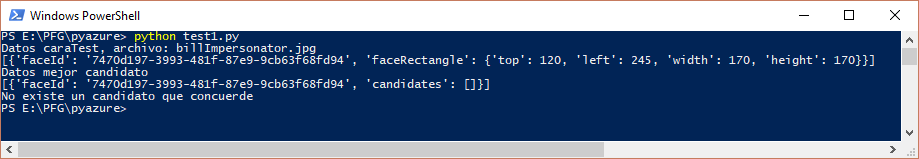 Windows PowerShell
PS E:\PFG\pyazure> python test1.py
Datos caraTest, archivo: billImpersonator.jpg
[{'faceId': '7470d197-3993-481f-87e9-9cb63f68fd94', 'faceRectangle': {'top': 120, 'left': 245, 'width': 170, 'height': 170}}]
Datos mejor candidato
[{'faceId': '7470d197-3993-481f-87e9-9cb63f68fd94', 'candidates': []}]
No existe un candidato que concuerde
PS E:\PFG\pyazure>